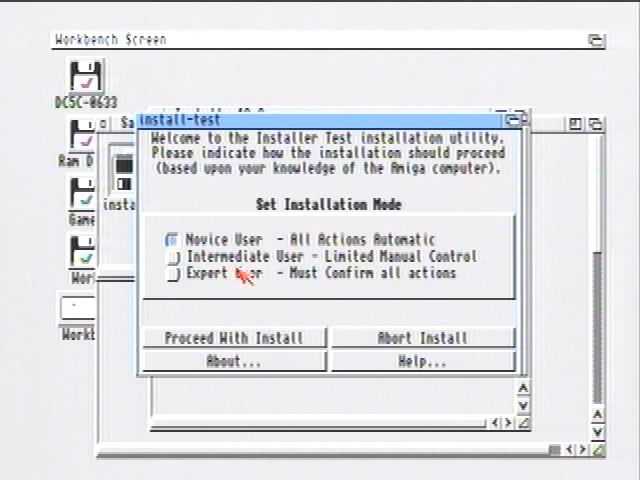 Workbench Screen
DC5C-0633
install-test
Sa
Welcome to the Installer Test installation utility.
Please indicate how the installation should proceed
(based upon your knowledge of the Amiga computer).
Ram D
insta
Set Installation Mode
Game
Novice User - All Actions Automatic
Intermediate User - Limited Manual Control
Expert User - Must Confirm all actions
Wor
Workb
Proceed With Install
Abort Install
About...
Help...